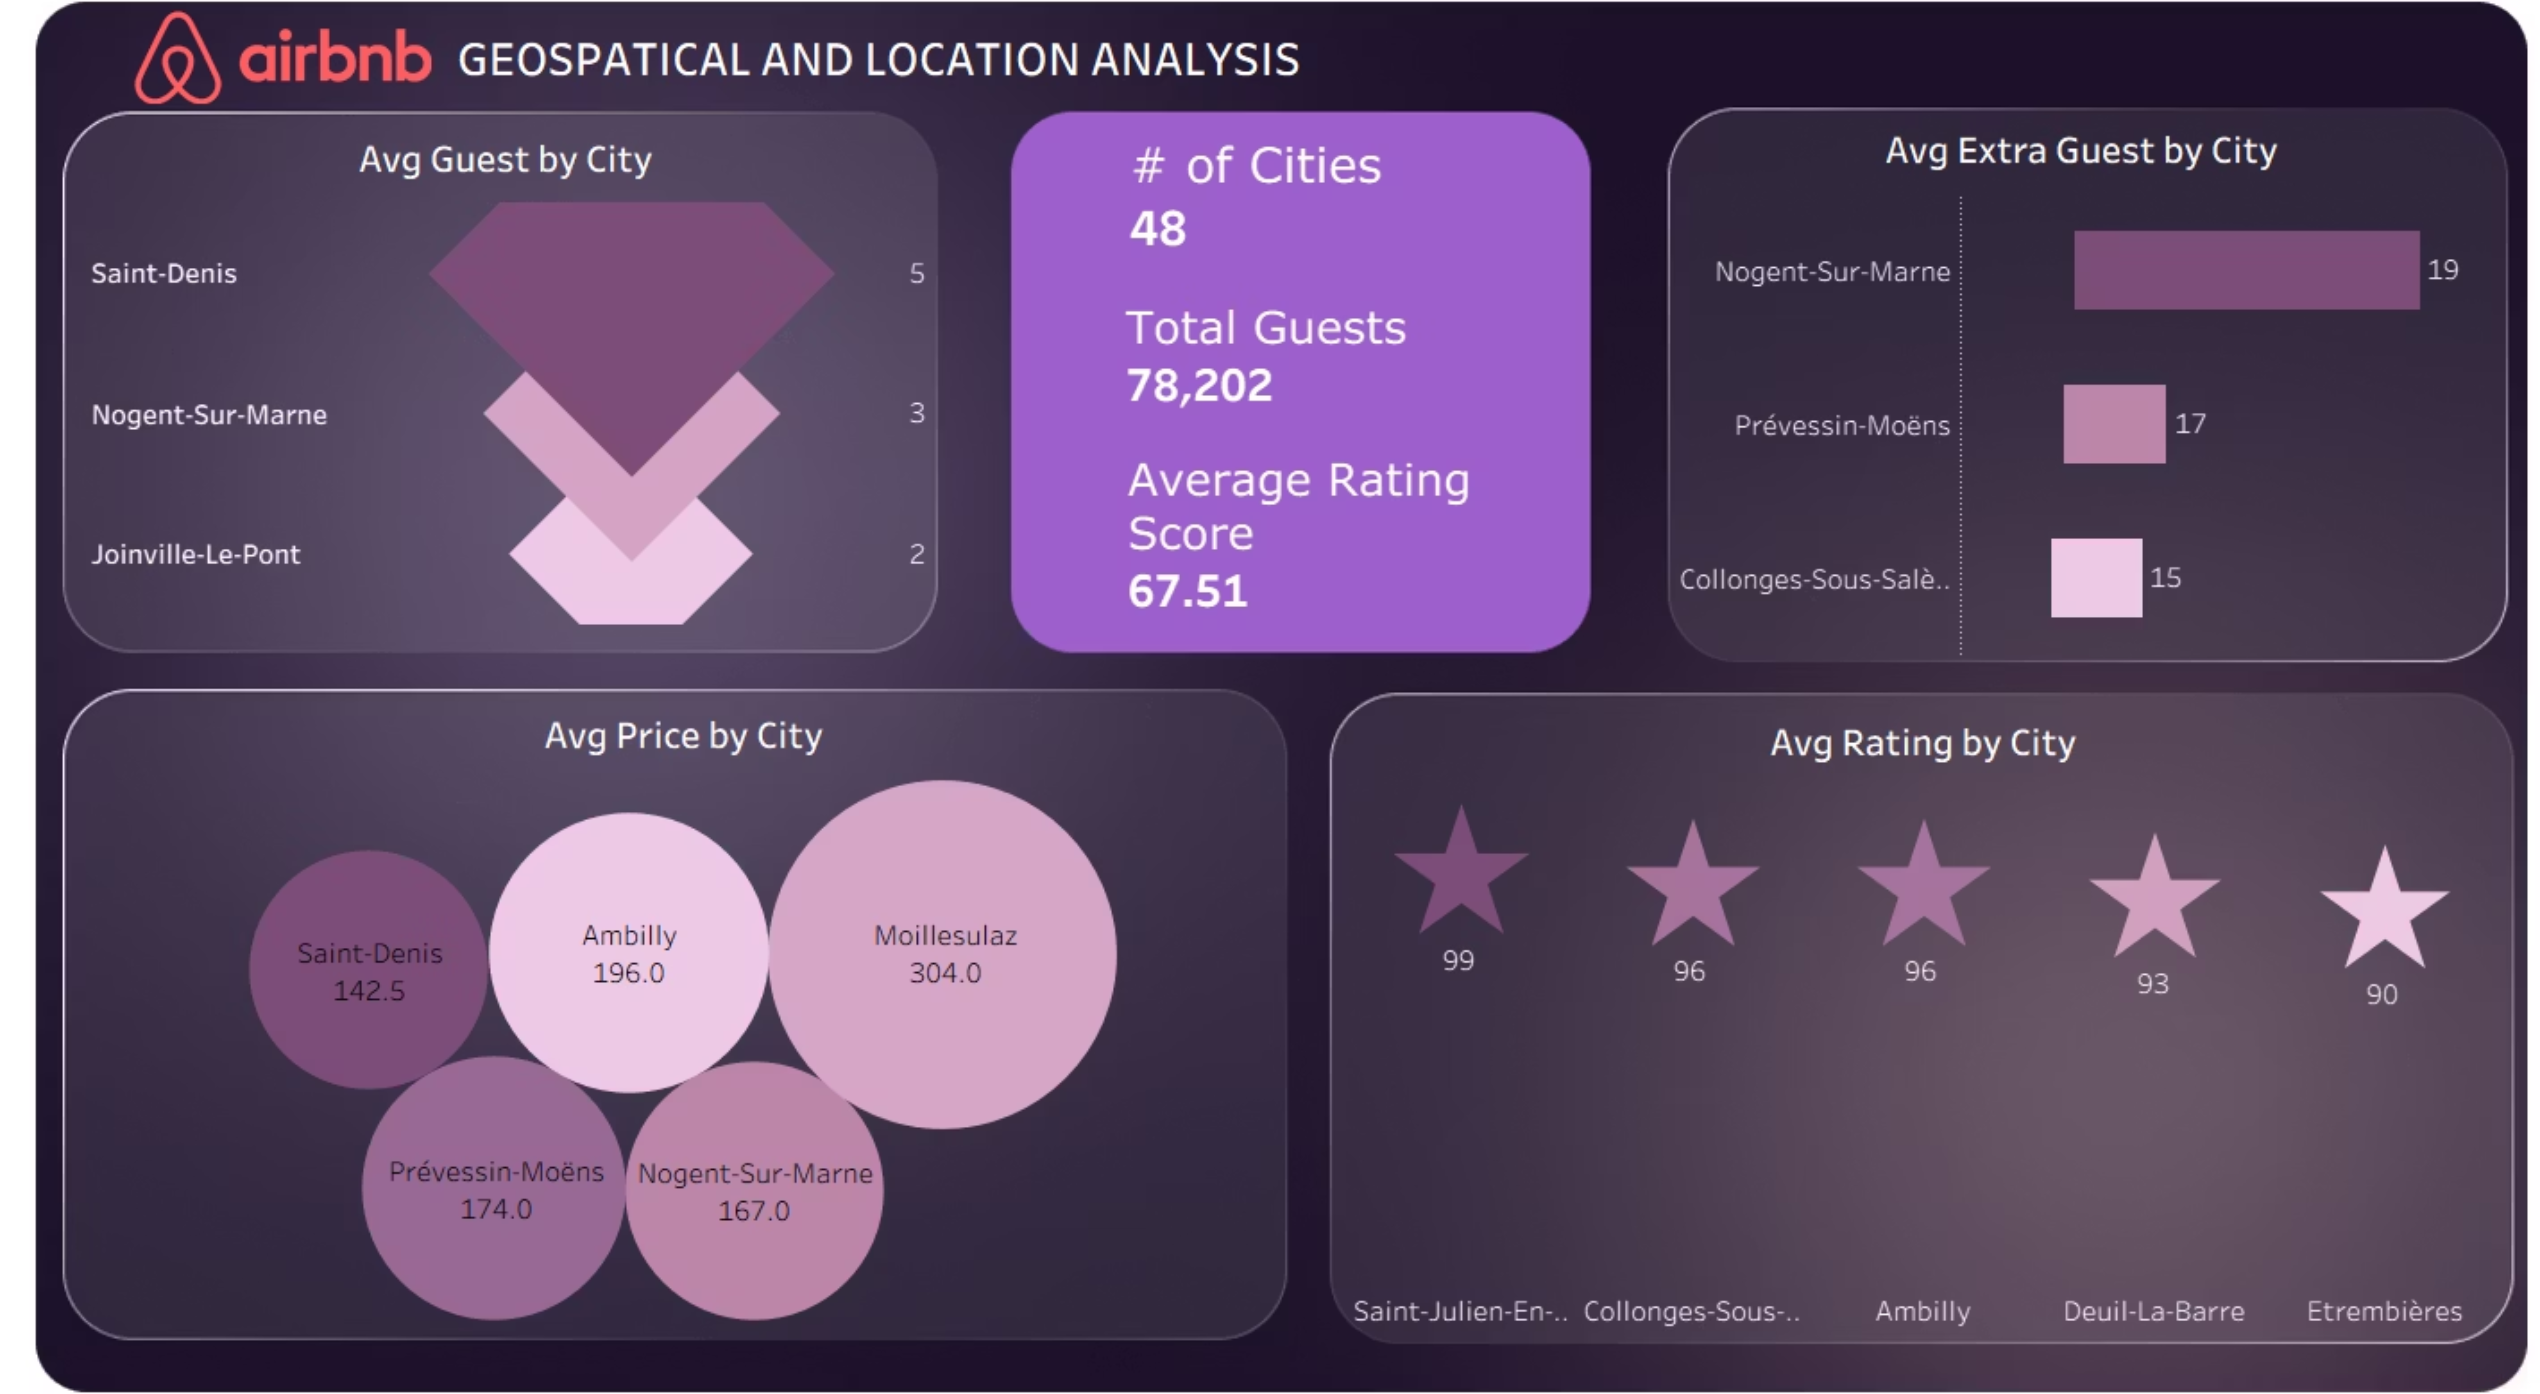 airbnb GEOSPATICAL AND LOCATION ANALYSIS
Avg Guest by City
Saint-Denis 5
Nogent-Sur-Marne 3
Joinville-Le-Pont 2
# of Cities
48
Total Guests
78,202
Average Rating
Score
67.51
Avg Extra Guest by City
Nogent-Sur-Marne 19
Prévessin-Moëns 17
Collonges-Sous-Salè.. 15
Avg Price by City
Saint-Denis
142.5
Ambilly
196.0
Moillesulaz
304.0
Prévessin-Moëns
174.0
Nogent-Sur-Marne
167.0
Avg Rating by City
99 96 96 93 90
Saint-Julien-En-.. Collonges-Sous-.. Ambilly Deuil-La-Barre Etrembières